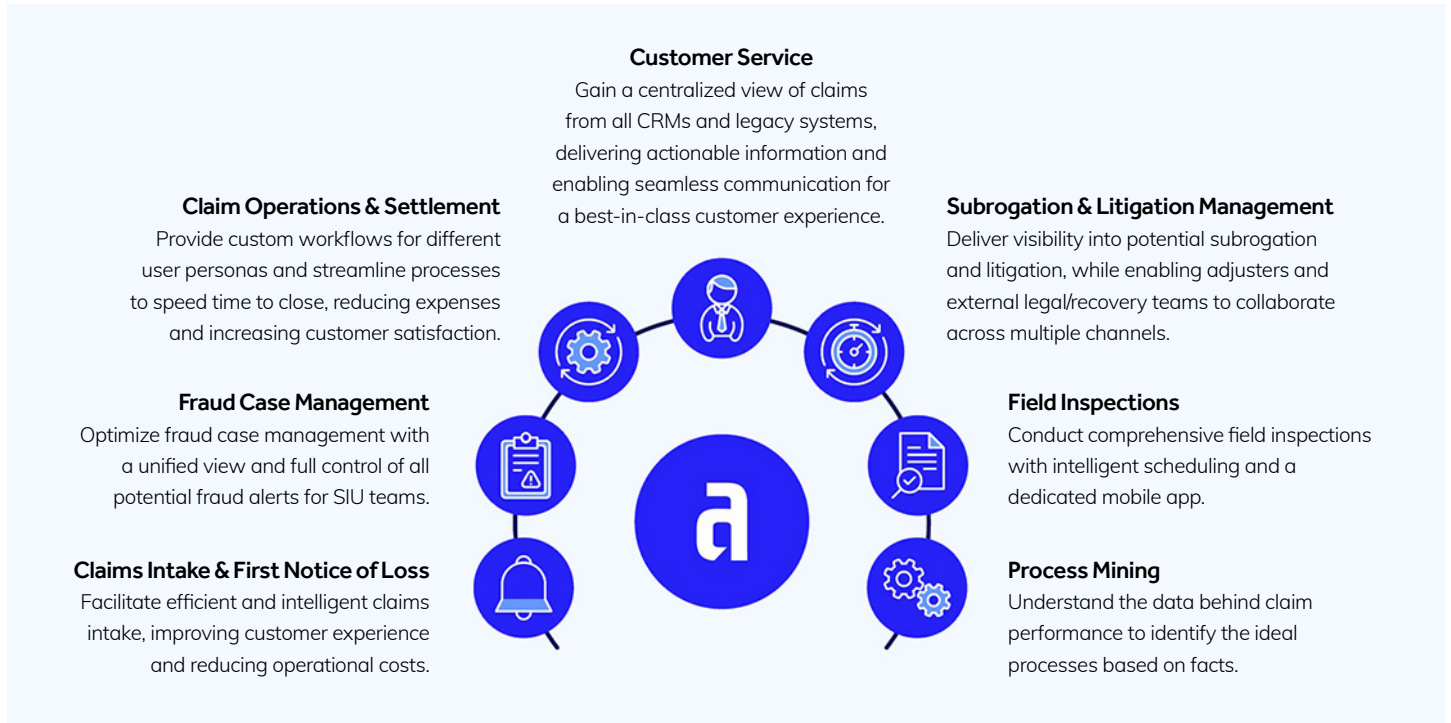 Customer Service
Gain a centralized view of claims
from all CRMs and legacy systems,
delivering actionable information and
enabling seamless communication for
a best-in-class customer experience.
Claim Operations & Settlement
Provide custom workflows for different
user personas and streamline processes
to speed time to close, reducing expenses
and increasing customer satisfaction.
Subrogation & Litigation Management
Deliver visibility into potential subrogation
and litigation, while enabling adjusters and
external legal/recovery teams to collaborate
across multiple channels.
Fraud Case Management
Optimize fraud case management with
a unified view and full control of all
potential fraud alerts for SIU teams.
Field Inspections
Conduct comprehensive field inspections
with intelligent scheduling and a
dedicated mobile app.
a
Claims Intake & First Notice of Loss
Facilitate efficient and intelligent claims
intake, improving customer experience
and reducing operational costs.
Process Mining
Understand the data behind claim
performance to identify the ideal
processes based on facts.